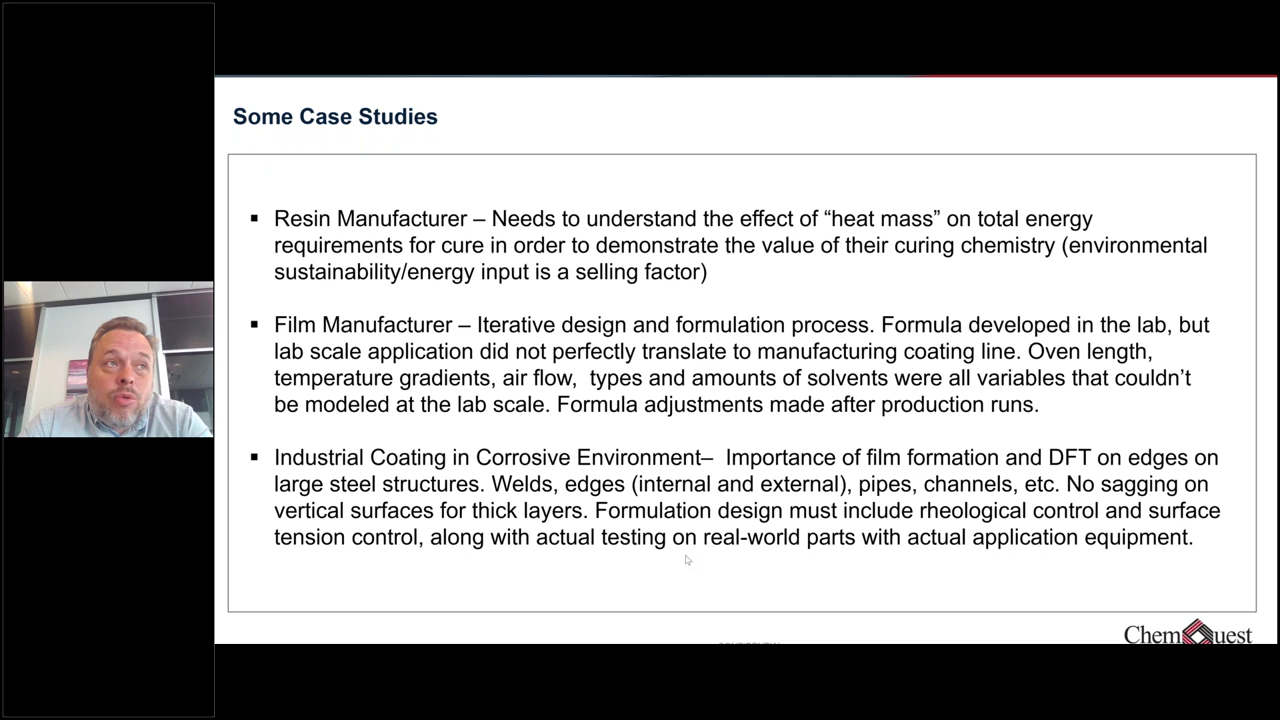 Some Case Studies
▪ Resin Manufacturer – Needs to understand the effect of “heat mass” on total energy
requirements for cure in order to demonstrate the value of their curing chemistry (environmental
sustainability/energy input is a selling factor)
▪ Film Manufacturer – Iterative design and formulation process. Formula developed in the lab, but
lab scale application did not perfectly translate to manufacturing coating line. Oven length,
temperature gradients, air flow,  types and amounts of solvents were all variables that couldn’t
be modeled at the lab scale. Formula adjustments made after production runs.
▪ Industrial Coating in Corrosive Environment–  Importance of film formation and DFT on edges on
large steel structures. Welds, edges (internal and external), pipes, channels, etc. No sagging on
vertical surfaces for thick layers. Formulation design must include rheological control and surface
tension control, along with actual testing on real-world parts with actual application equipment.
ChemQuest